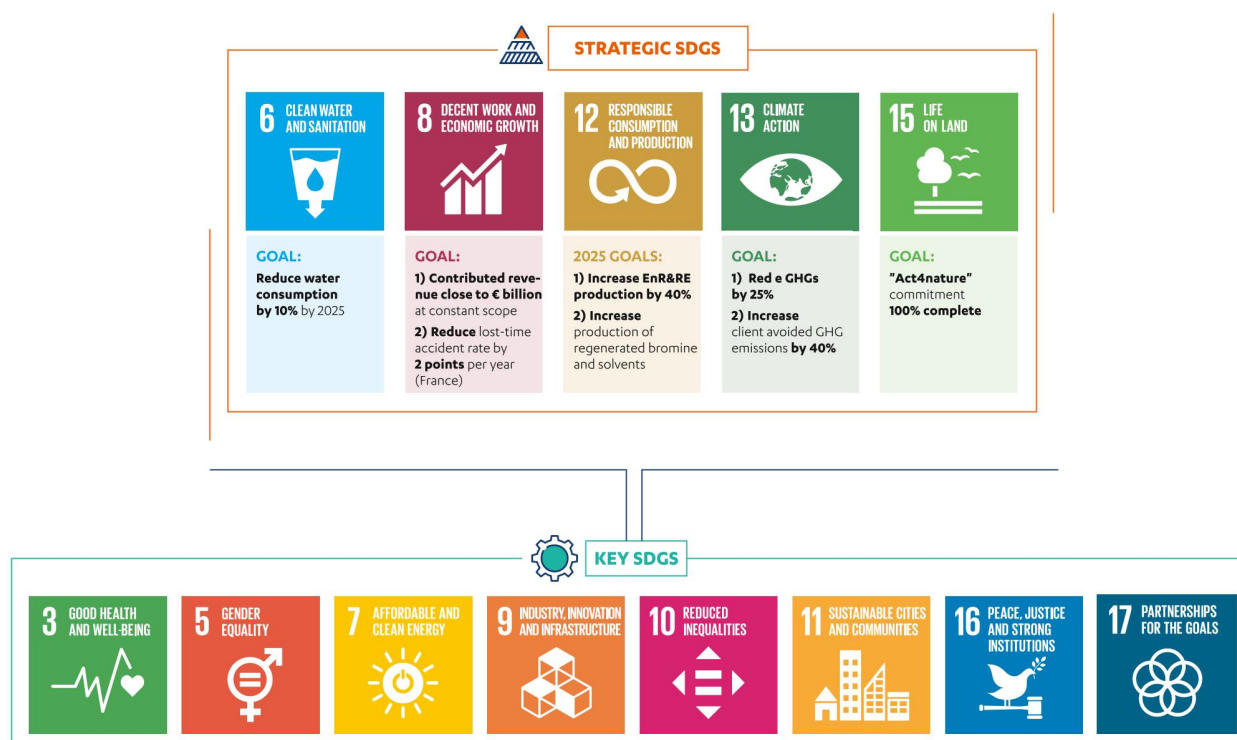 STRATEGIC SDGS
6 CLEAN WATER
AND SANITATION
GOAL:
Reduce water
consumption
by 10% by 2025
8 DECENT WORK AND
ECONOMIC GROWTH
GOAL:
1) Contributed reve-
nue close to € billion
at constant scope
2) Reduce lost-time
accident rate by
2 points per year
(France)
12 RESPONSIBLE
CONSUMPTION
AND PRODUCTION
2025 GOALS:
1) Increase EnR&RE
production by 40%
2) Increase
production of
regenerated bromine
and solvents
13 CLIMATE
ACTION
GOAL:
1) Red e GHGs
by 25%
2) Increase
client avoided GHG
emissions by 40%
15 LIFE
ON LAND
GOAL:
"Act4nature"
commitment
100% complete
KEY SDGS
3 GOOD HEALTH
AND WELL-BEING
5 GENDER
EQUALITY
7 AFFORDABLE AND
CLEAN ENERGY
9 INDUSTRY, INNOVATION
AND INFRASTRUCTURE
10 REDUCED
INEQUALITIES
11 SUSTAINABLE CITIES
AND COMMUNITIES
16 PEACE, JUSTICE
AND STRONG
INSTITUTIONS
17 PARTNERSHIPS
FOR THE GOALS